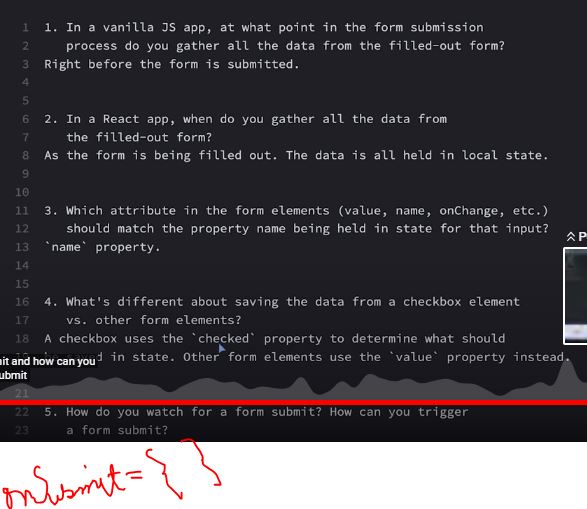 1 1. In a vanilla JS app, at what point in the form submission
2 process do you gather all the data from the filled-out form?
3 Right before the form is submitted.
4
5
6 2. In a React app, when do you gather all the data from
7 the filled-out form?
8 As the form is being filled out. The data is all held in local state.
9
10
11 3. Which attribute in the form elements (value, name, onChange, etc.)
12 should match the property name being held in state for that input?
13 `name` property.
14
15
16 4. What's different about saving the data from a checkbox element
17 vs. other form elements?
18 A checkbox uses the `checked` property to determine what should
d in state. Other form elements use the `value` property instead.
nit and how can you
ubmit
21
22 5. How do you watch for a form submit? How can you trigger
23 a form submit?
P
onSubmit={ }